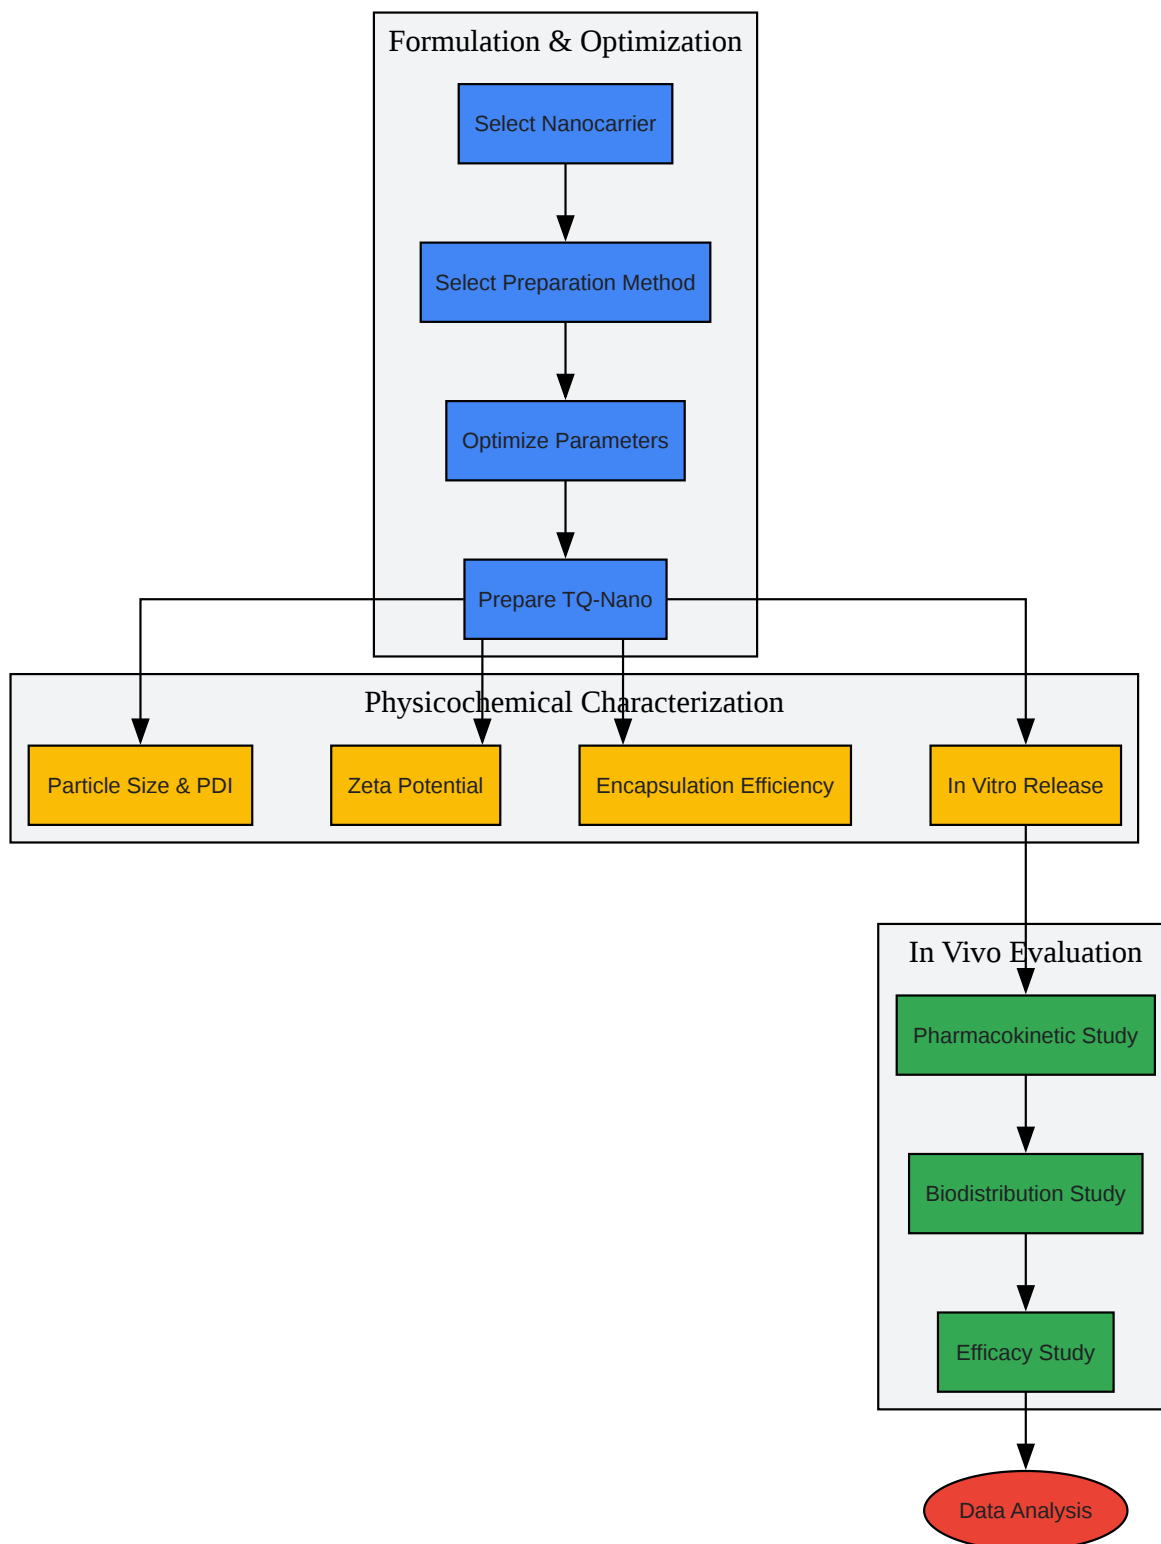 Formulation & Optimization
Select Nanocarrier
Select Preparation Method
Optimize Parameters
Prepare TQ-Nano
Physicochemical Characterization
Particle Size & PDI
Zeta Potential
Encapsulation Efficiency
In Vitro Release
In Vivo Evaluation
Pharmacokinetic Study
Biodistribution Study
Efficacy Study
Data Analysis